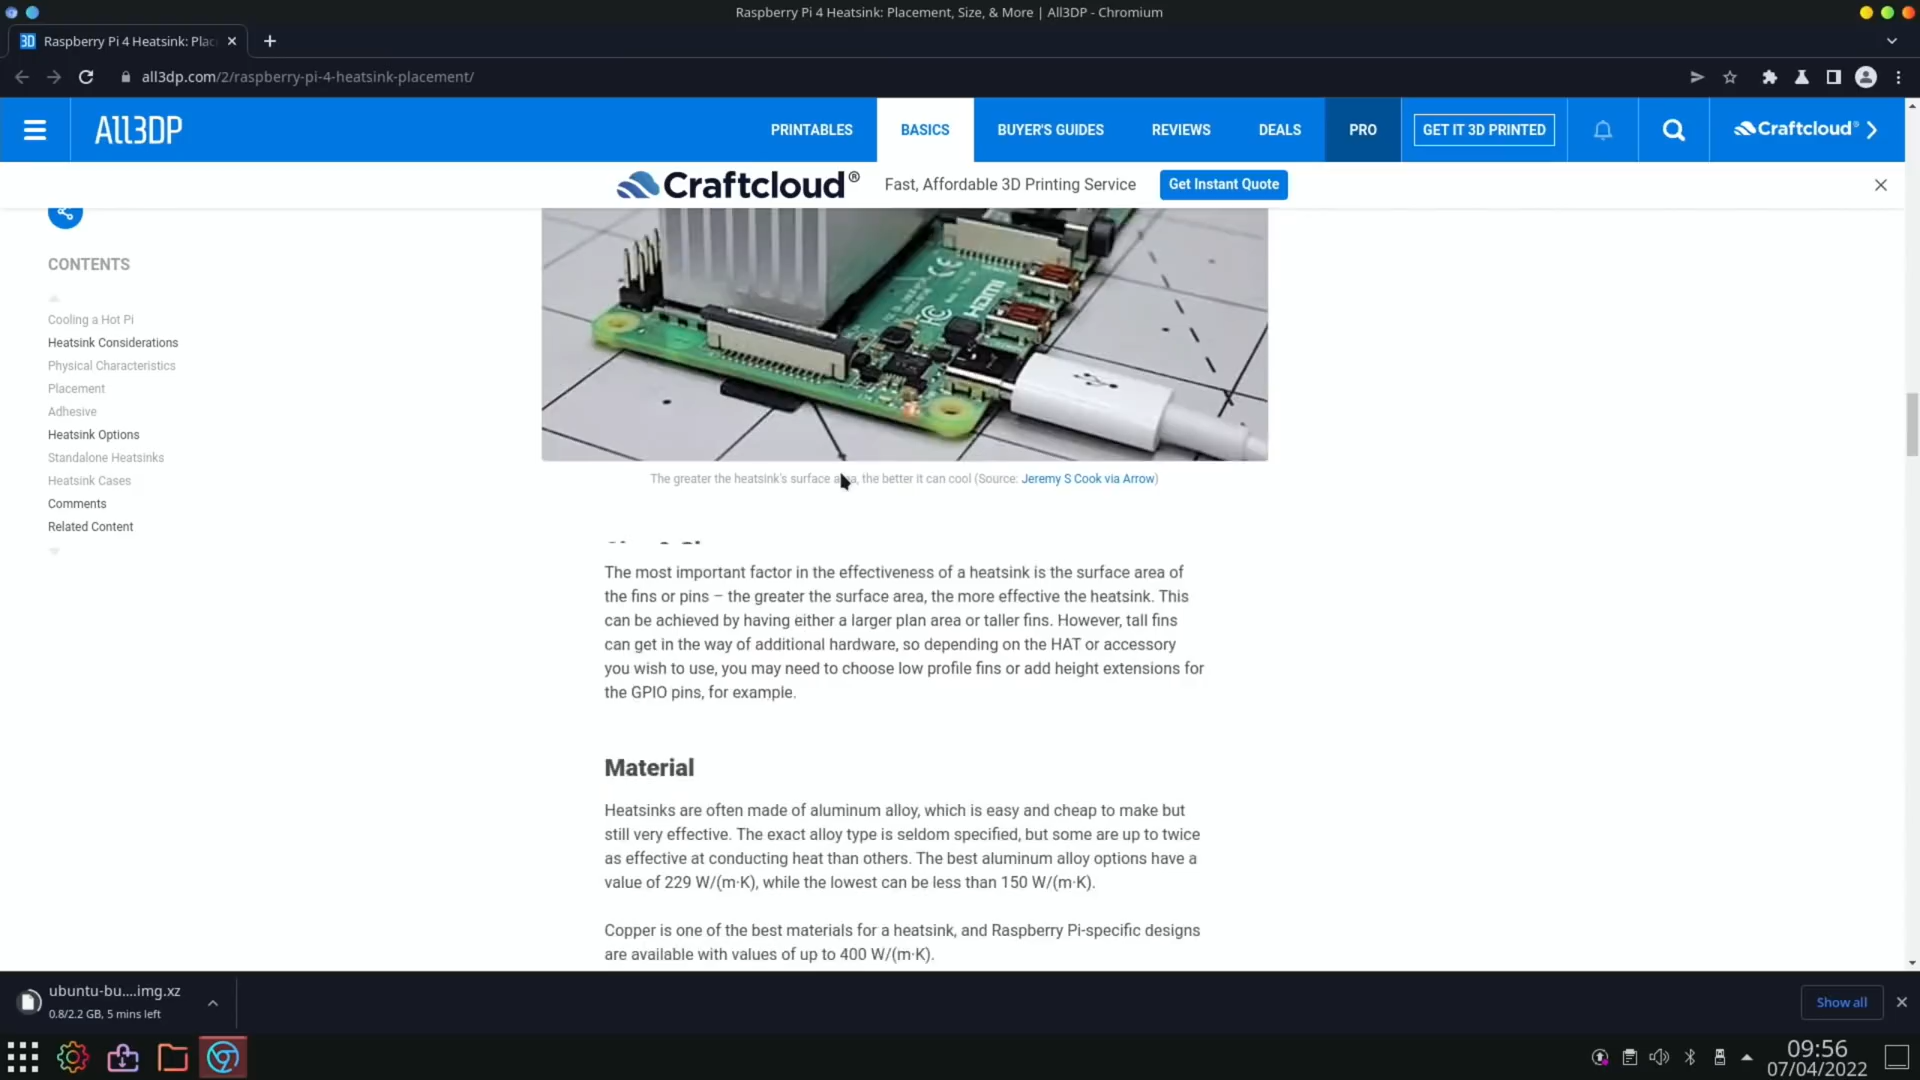 Raspberry Pi 4 Heatsink: Placement, Size, & More | All3DP - Chromium
3D Raspberry Pi 4 Heatsink: Plac
all3dp.com/2/raspberry-pi-4-heatsink-placement/
ALL3DP PRINTABLES BASICS BUYER'S GUIDES REVIEWS DEALS PRO GET IT 3D PRINTED Craftcloud®
Craftcloud® Fast, Affordable 3D Printing Service Get Instant Quote
CONTENTS
Cooling a Hot Pi
Heatsink Considerations
Physical Characteristics
Placement
Adhesive
Heatsink Options
Standalone Heatsinks
Heatsink Cases
Comments
Related Content
HDMI
FC
CE
The greater the heatsink's surface area, the better it can cool (Source: Jeremy S Cook via Arrow)
The most important factor in the effectiveness of a heatsink is the surface area of
the fins or pins – the greater the surface area, the more effective the heatsink. This
can be achieved by having either a larger plan area or taller fins. However, tall fins
can get in the way of additional hardware, so depending on the HAT or accessory
you wish to use, you may need to choose low profile fins or add height extensions for
the GPIO pins, for example.
Material
Heatsinks are often made of aluminum alloy, which is easy and cheap to make but
still very effective. The exact alloy type is seldom specified, but some are up to twice
as effective at conducting heat than others. The best aluminum alloy options have a
value of 229 W/(m·K), while the lowest can be less than 150 W/(m·K).
Copper is one of the best materials for a heatsink, and Raspberry Pi-specific designs
are available with values of up to 400 W/(m·K).
ubuntu-bu....img.xz
0.8/2.2 GB, 5 mins left
Show all
09:56
07/04/2022